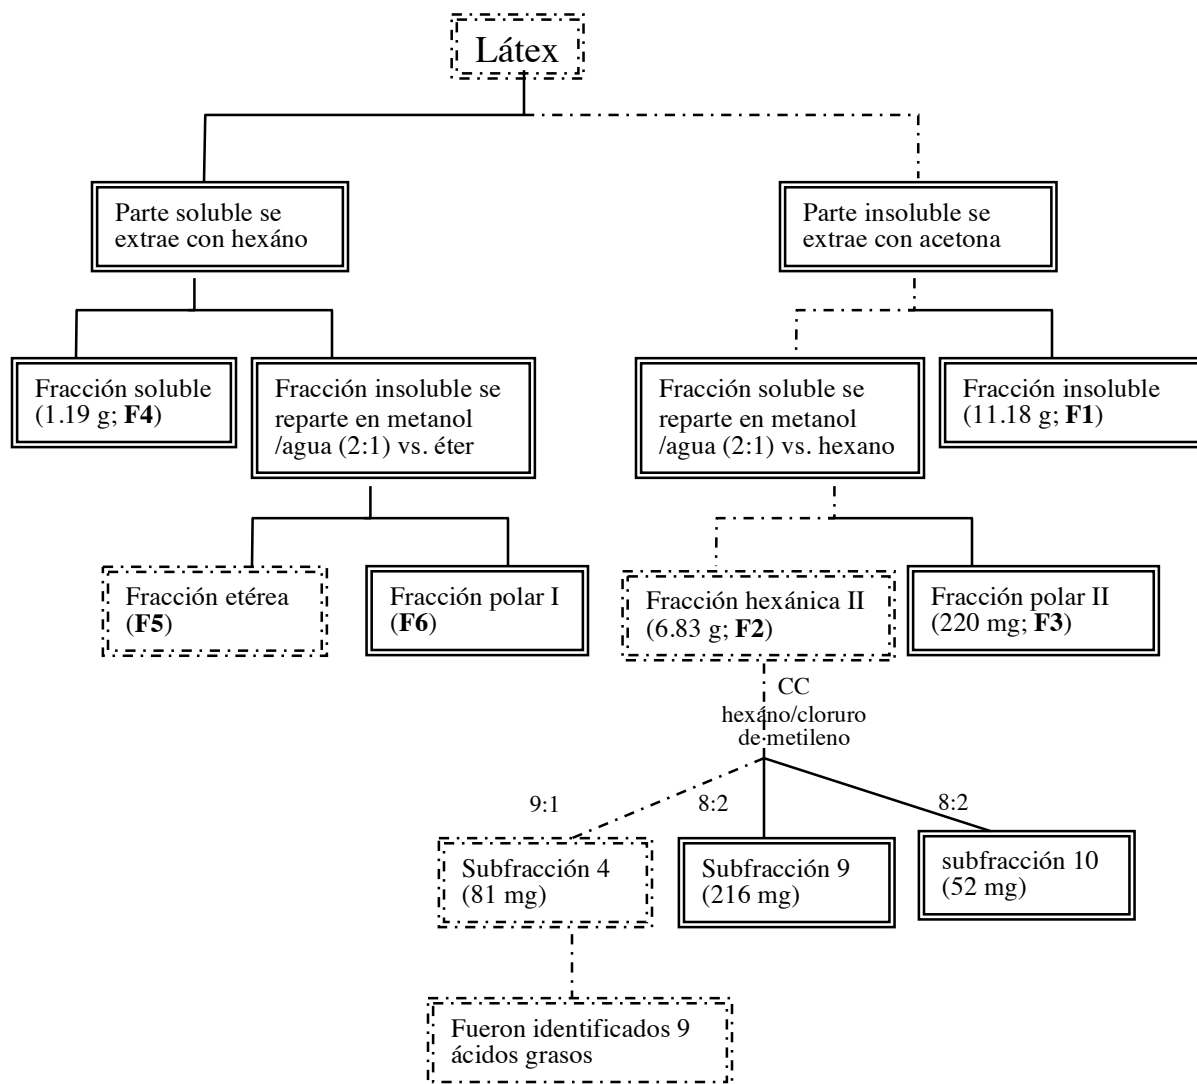 Látex
Parte soluble se
extrae con hexáno
Parte insoluble se
extrae con acetona
Fracción soluble
(1.19 g; F4)
Fracción insoluble se
reparte en metanol
/agua (2:1) vs. éter
Fracción soluble se
reparte en metanol
/agua (2:1) vs. hexano
Fracción insoluble
(11.18 g; F1)
Fracción etérea
(F5)
Fracción polar I
(F6)
Fracción hexánica II
(6.83 g; F2)
Fracción polar II
(220 mg; F3)
CC
hexáno/cloruro
de metileno
9:1
8:2
8:2
Subfracción 4
(81 mg)
Subfracción 9
(216 mg)
subfracción 10
(52 mg)
Fueron identificados 9
ácidos grasos